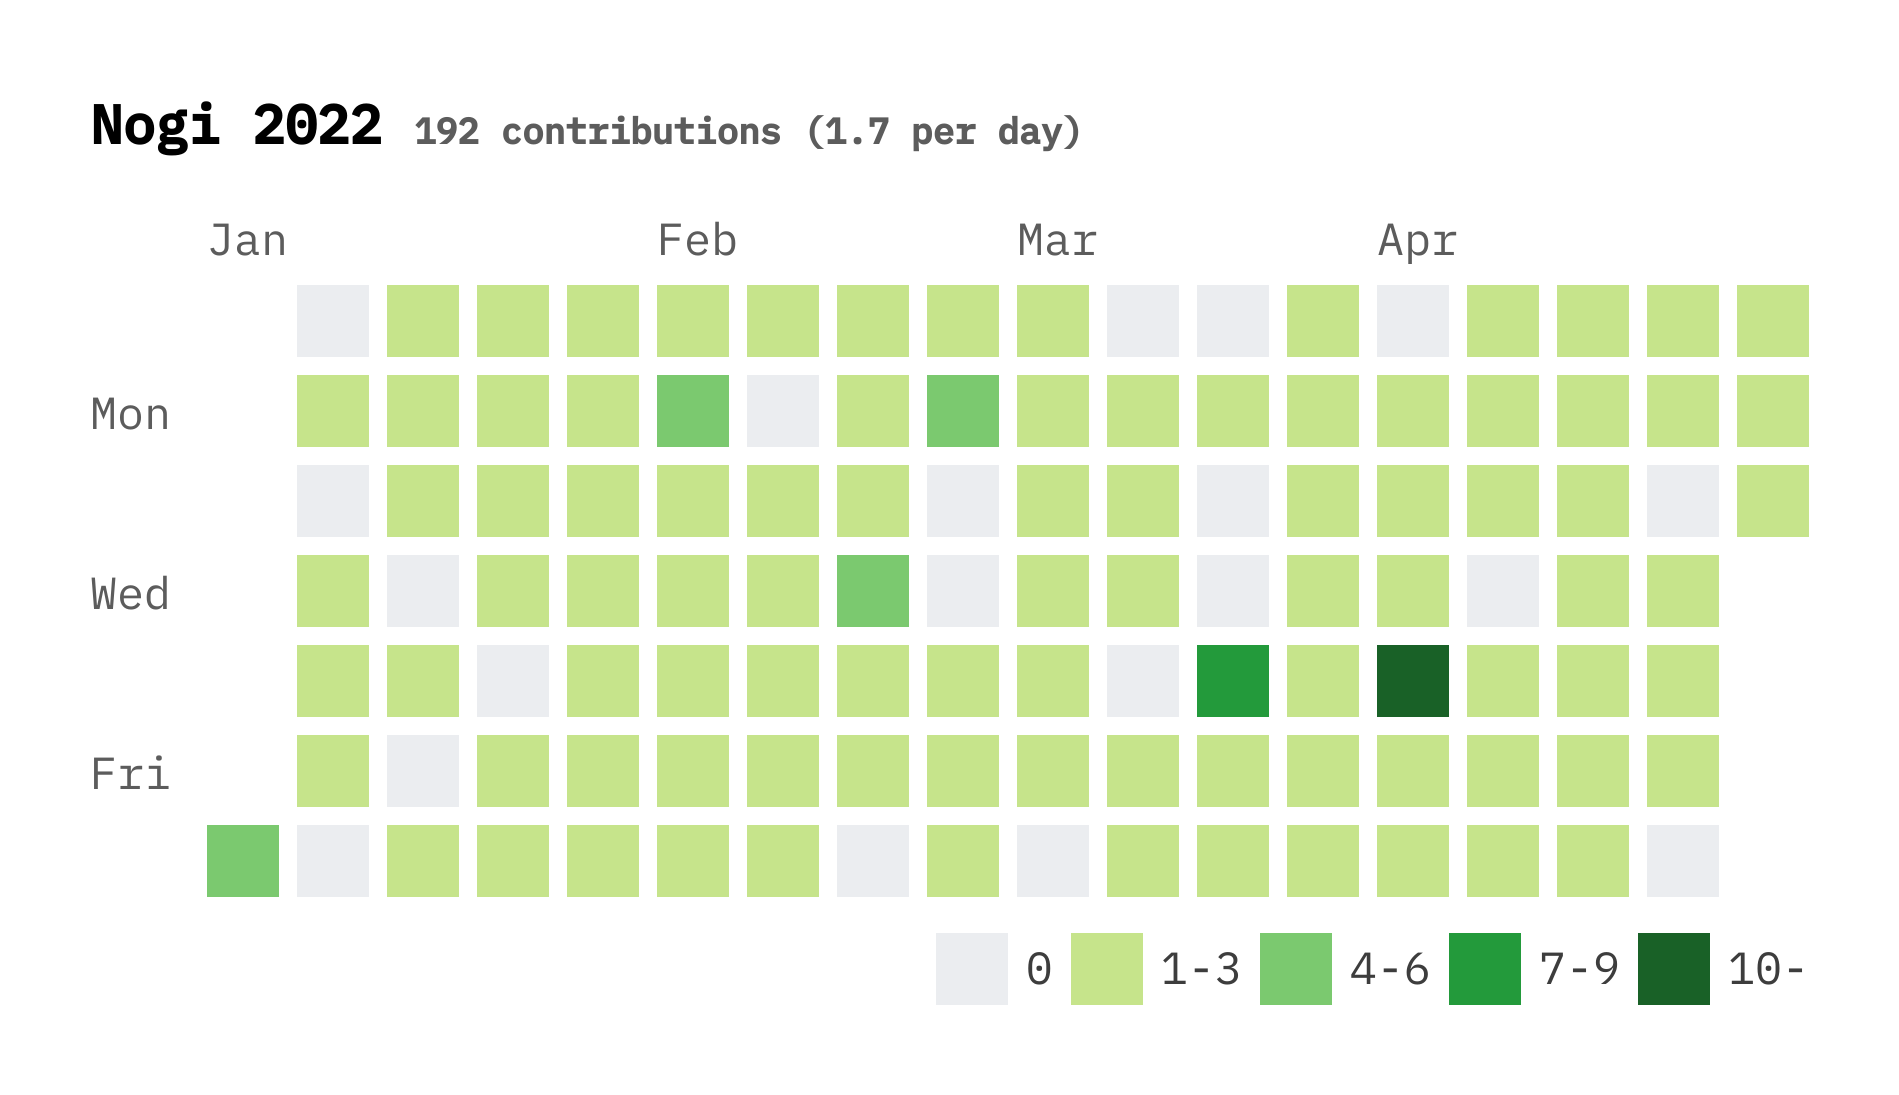 Nogi 2022 192 contributions (1.7 per day)
Jan Feb Mar Apr
Mon
Wed
Fri
0 1-3 4-6 7-9 10-